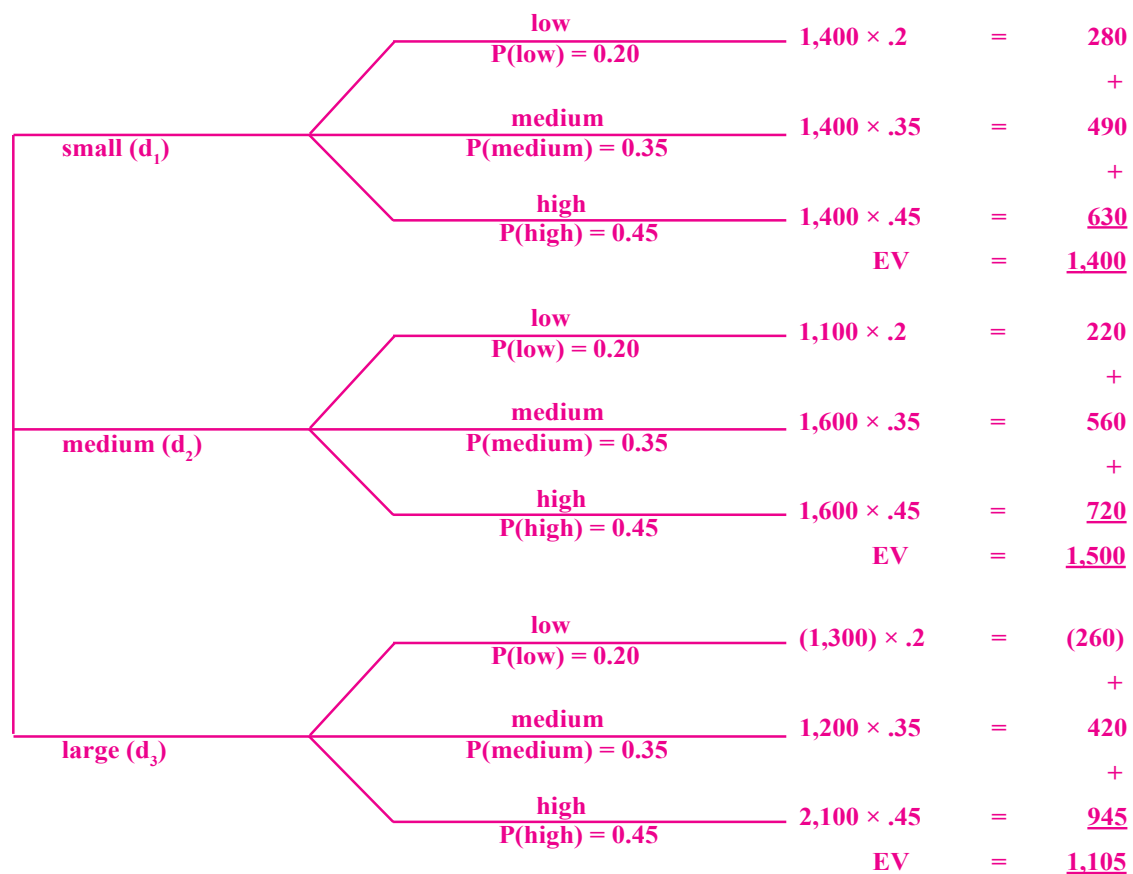 low
P(low) = 0.20
1,400 × .2 = 280
+
medium
P(medium) = 0.35
1,400 × .35 = 490
small (d₁)
+
high
P(high) = 0.45
1,400 × .45 = 630
EV = 1,400
low
P(low) = 0.20
1,100 × .2 = 220
+
medium
P(medium) = 0.35
1,600 × .35 = 560
medium (d₂)
+
high
P(high) = 0.45
1,600 × .45 = 720
EV = 1,500
low
P(low) = 0.20
(1,300) × .2 = (260)
+
medium
P(medium) = 0.35
1,200 × .35 = 420
large (d₃)
+
high
P(high) = 0.45
2,100 × .45 = 945
EV = 1,105